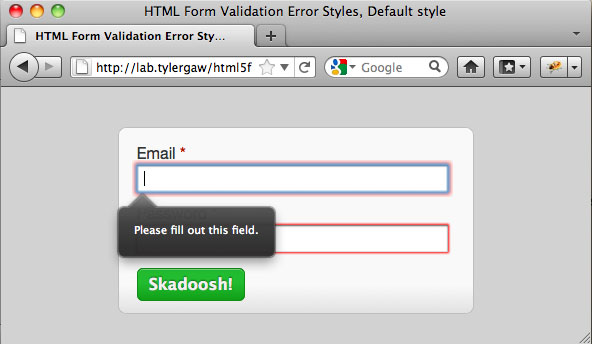 HTML Form Validation Error Styles, Default style
HTML Form Validation Error Sty...
http://lab.tylergaw/html5f
Google
Email *
Please fill out this field.
Skadoosh!